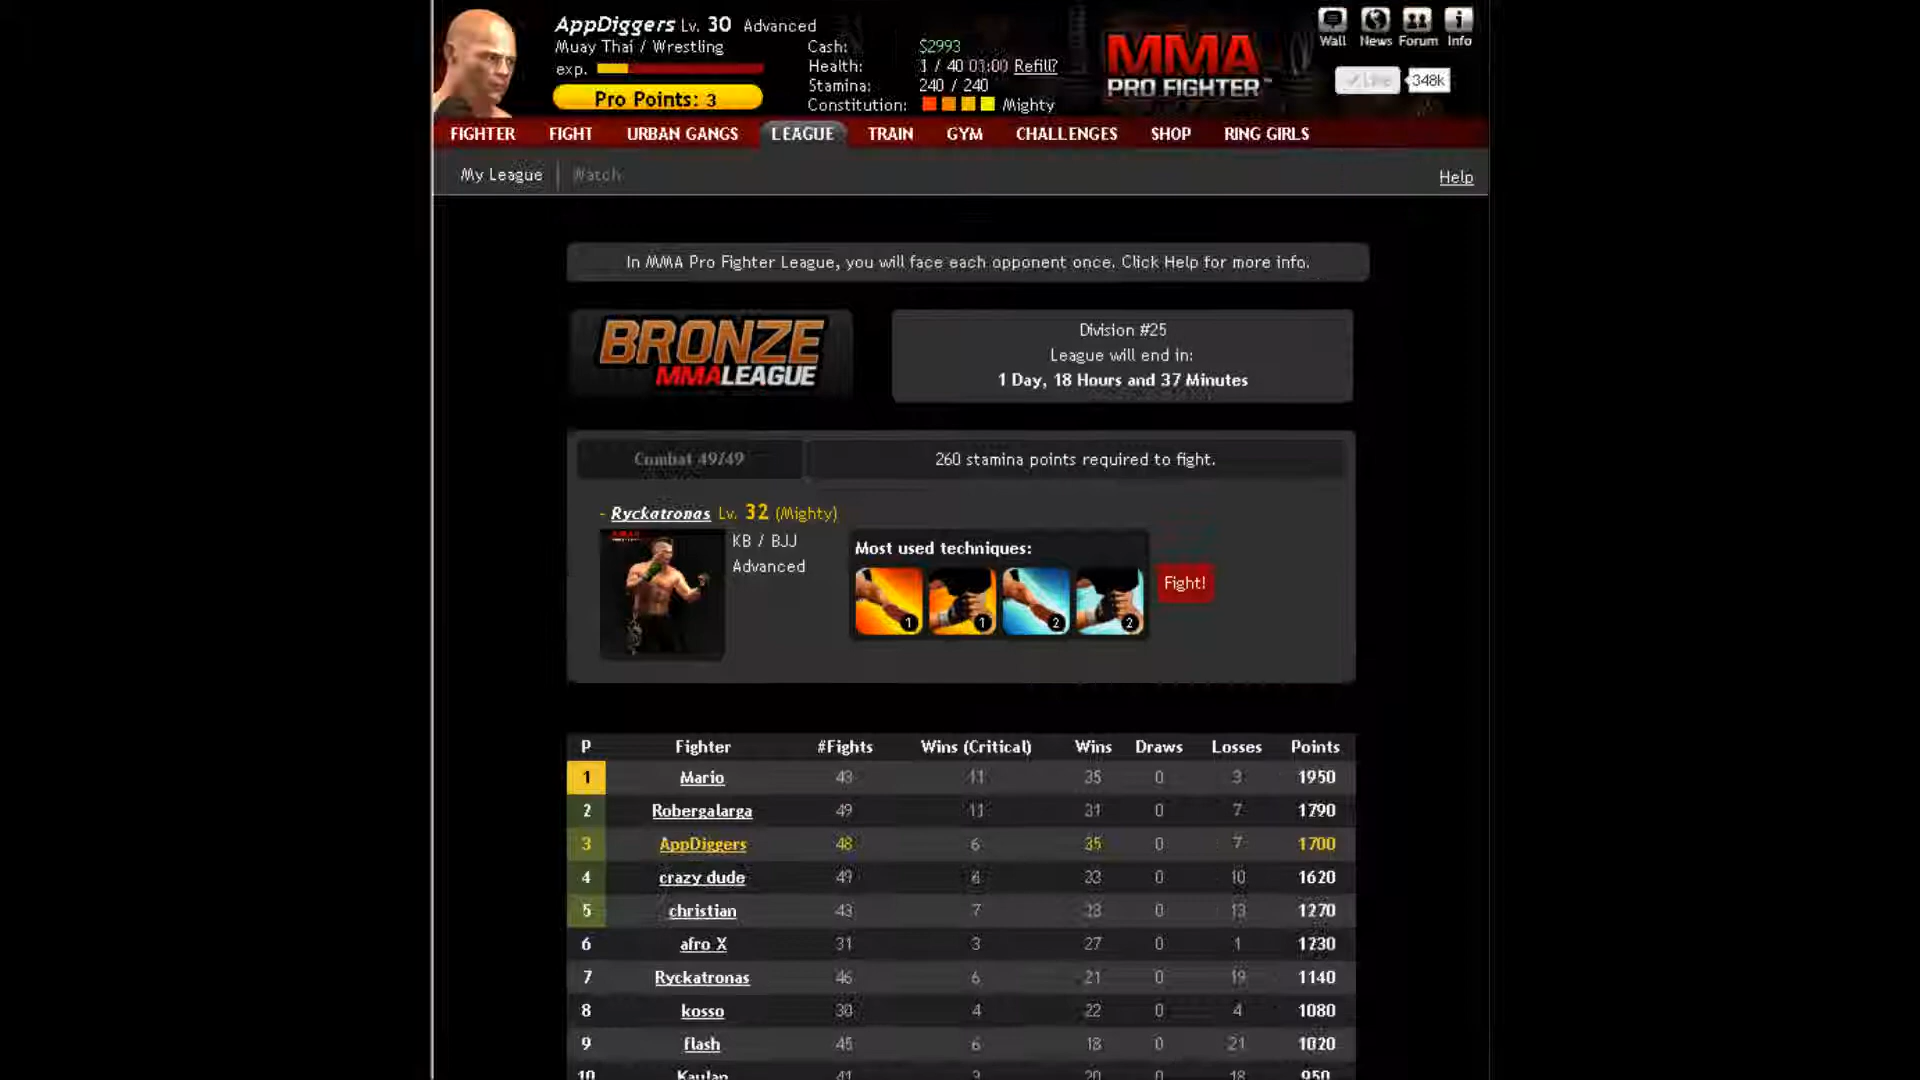 AppDiggers Lv. 30 Advanced
Muay Thai / Wrestling
exp.
Pro Points: 3
Cash: $2993
Health: 1 / 40 01:00 Refill?
Stamina: 240 / 240
Constitution: Mighty
MMA
PRO FIGHTER™
Wall News Forum Info
348k
FIGHTER FIGHT URBAN GANGS LEAGUE TRAIN GYM CHALLENGES SHOP RING GIRLS
My League Watch Help
In MMA Pro Fighter League, you will face each opponent once. Click Help for more info.
BRONZE
MMALEAGUE
Division #25
League will end in:
1 Day, 18 Hours and 37 Minutes
Combat 49/49 260 stamina points required to fight.
- Ryckatronas Lv. 32 (Mighty)
KB / BJJ
Advanced
Most used techniques:
1 1 2 2
Fight!
P Fighter #Fights Wins (Critical) Wins Draws Losses Points
1 Mario 43 11 35 0 3 1950
2 Robergalarga 49 11 31 0 7 1790
3 AppDiggers 48 6 35 0 7 1700
4 crazy dude 49 33 0 10 1620
5 christian 43 7 0 13 1270
6 afro X 31 3 27 0 1 1230
7 Ryckatronas 46 6 21 0 19 1140
8 kosso 30 4 22 0 4 1080
9 flash 45 6 18 0 21 1020
10 Kaulan 41 20 18 950